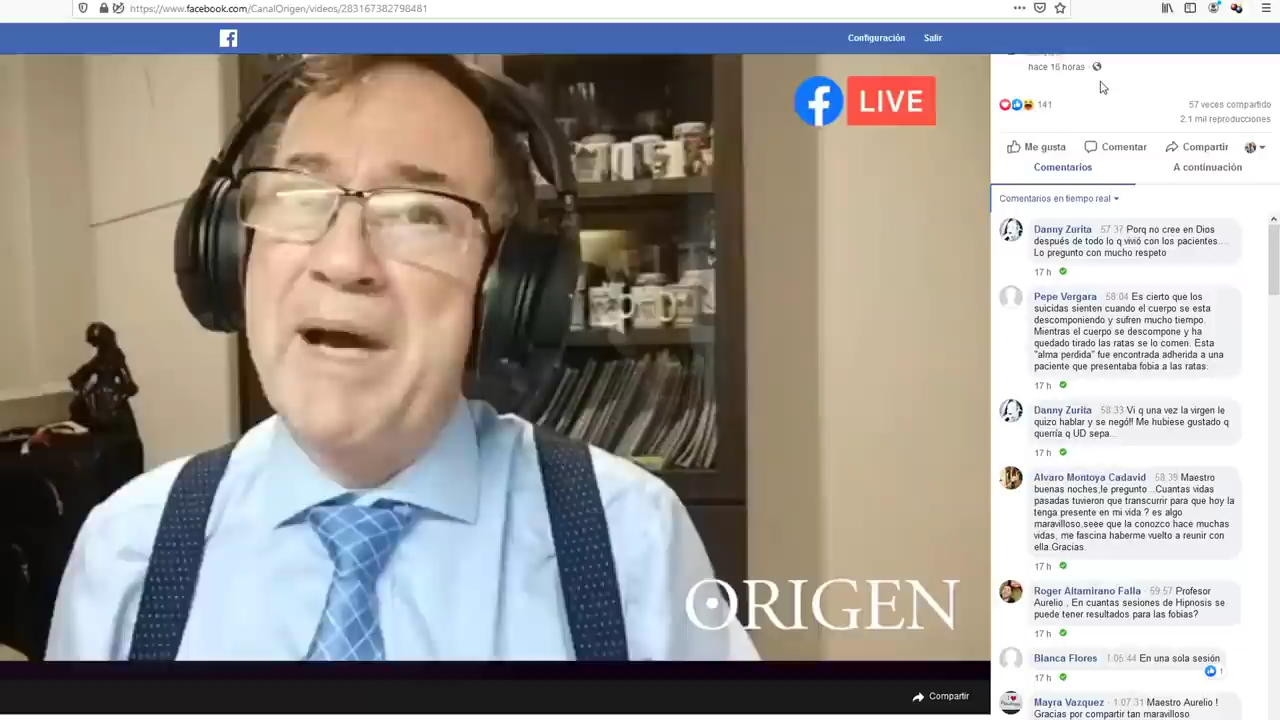 https://www.facebook.com/CanalOrigen/videos/283167382798481
Configuración
Salir
LIVE
ORIGEN
Compartir
hace 16 horas ·
141
57 veces compartido
2.1 mil reproducciones
Me gusta
Comentar
Compartir
Comentarios
A continuación
Comentarios en tiempo real
Danny Zurita 57:37 Porq no cree en Dios
después de todo lo q vivió con los pacientes....
Lo pregunto con mucho respeto
17 h
Pepe Vergara 58:04 Es cierto que los
suicidas sienten cuando el cuerpo se esta
descomponiendo y sufren mucho tiempo.
Mientras el cuerpo se descompone y ha
quedado tirado las ratas se lo comen. Esta
"alma perdida" fue encontrada adherida a una
paciente que presentaba fobia a las ratas.
17 h
Danny Zurita 58:33 Vi q una vez la virgen le
quizo hablar y se negó!! Me hubiese gustado q
querría q UD sepa...
17 h
Alvaro Montoya Cadavid · 58:39 Maestro
buenas noches,le pregunto ...Cuantas vidas
pasadas tuvieron que transcurrir para que hoy la
tenga presente en mi vida ? es algo
maravilloso,seee que la conozco hace muchas
vidas, me fascina haberme vuelto a reunir con
ella.Gracias.
17 h
Roger Altamirano Falla · 59:57 Profesor
Aurelio , En cuantas sesiones de Hipnosis se
puede tener resultados para las fobias?
17 h
Blanca Flores · 1:06:44 En una sola sesión
1
17 h
Mayra Vazquez · 1:07:31 Maestro Aurelio !
Gracias por compartir tan maravilloso